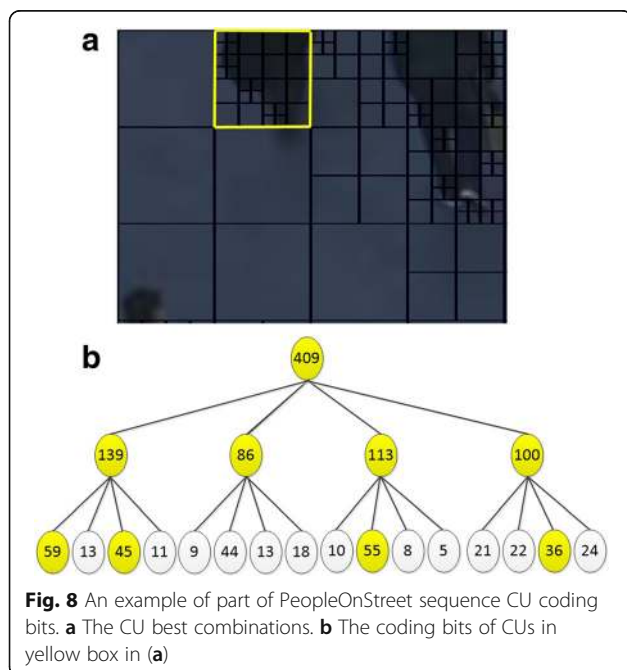 a
b
409
139 86 113 100
59 13 45 11 9 44 13 18 10 55 8 5 21 22 36 24
Fig. 8 An example of part of PeopleOnStreet sequence CU coding
bits. a The CU best combinations. b The coding bits of CUs in
yellow box in (a)